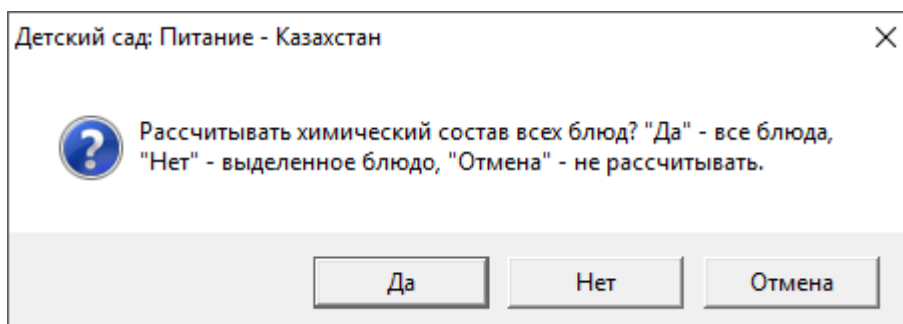 Детский сад: Питание - Казахстан
Рассчитывать химический состав всех блюд? "Да" - все блюда,
"Нет" - выделенное блюдо, "Отмена" - не рассчитывать.
Да Нет Отмена